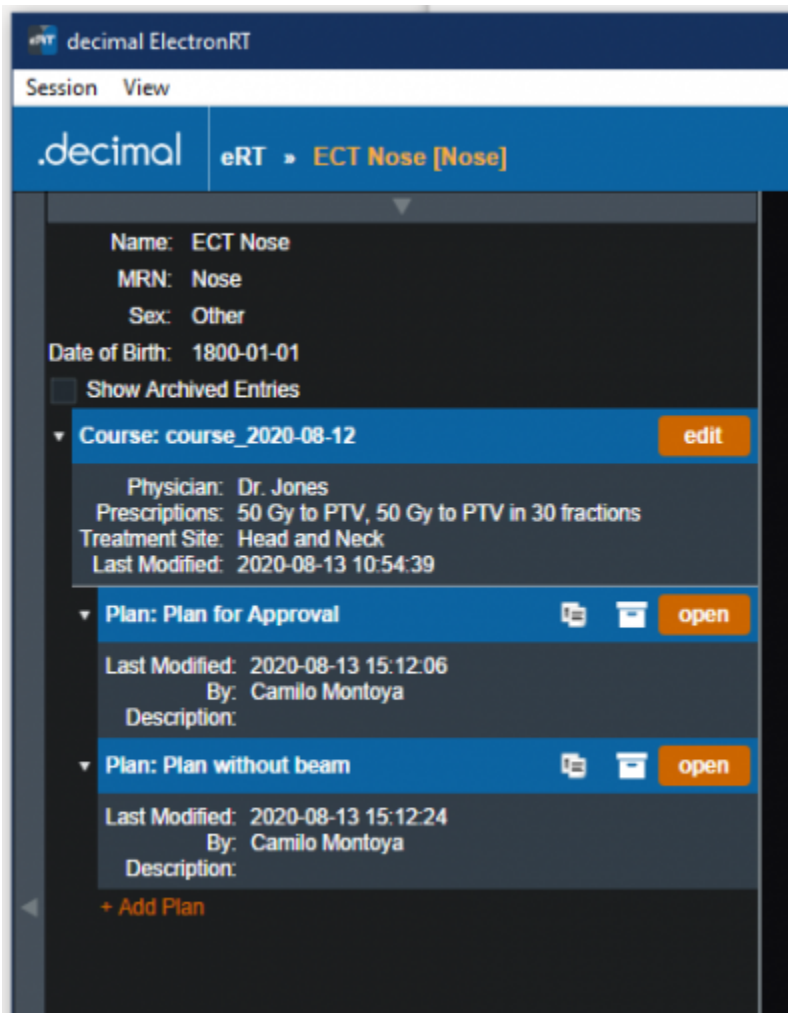 decimal ElectronRT
Session View
.decimal eRT » ECT Nose [Nose]
Name: ECT Nose
MRN: Nose
Sex: Other
Date of Birth: 1800-01-01
Show Archived Entries
Course: course_2020-08-12 edit
Physician: Dr. Jones
Prescriptions: 50 Gy to PTV, 50 Gy to PTV in 30 fractions
Treatment Site: Head and Neck
Last Modified: 2020-08-13 10:54:39
Plan: Plan for Approval open
Last Modified: 2020-08-13 15:12:06
By: Camilo Montoya
Description:
Plan: Plan without beam open
Last Modified: 2020-08-13 15:12:24
By: Camilo Montoya
Description:
+ Add Plan